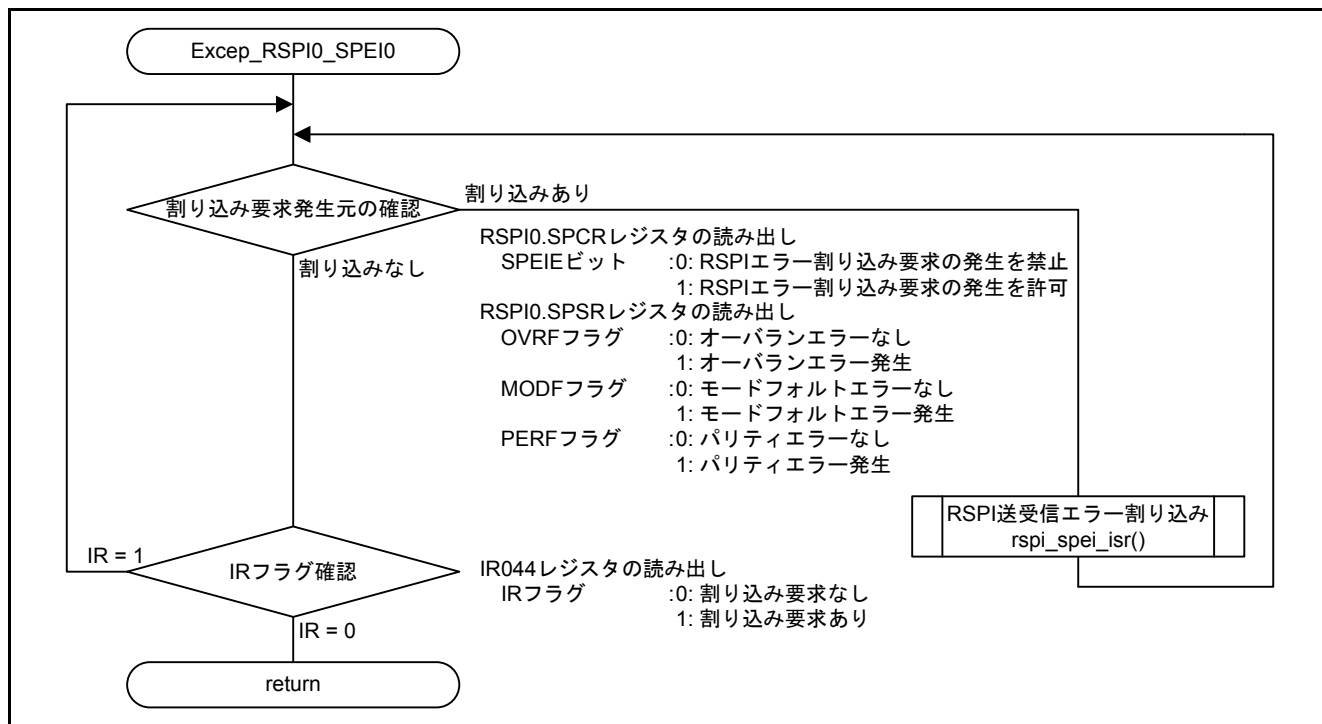 Excep_RSPI0_SPEI0
割り込み要求発生元の確認
割り込みあり
割り込みなし
RSPI0.SPCRレジスタの読み出し
SPEIEビット :0: RSPIエラー割り込み要求の発生を禁止
1: RSPIエラー割り込み要求の発生を許可
RSPI0.SPSRレジスタの読み出し
OVRFフラグ :0: オーバランエラーなし
1: オーバランエラー発生
MODFフラグ :0: モードフォルトエラーなし
1: モードフォルトエラー発生
PERFフラグ :0: パリティエラーなし
1: パリティエラー発生
RSPI送受信エラー割り込み
rspi_spei_isr()
IR = 1
IRフラグ確認
IR044レジスタの読み出し
IRフラグ :0: 割り込み要求なし
1: 割り込み要求あり
IR = 0
return